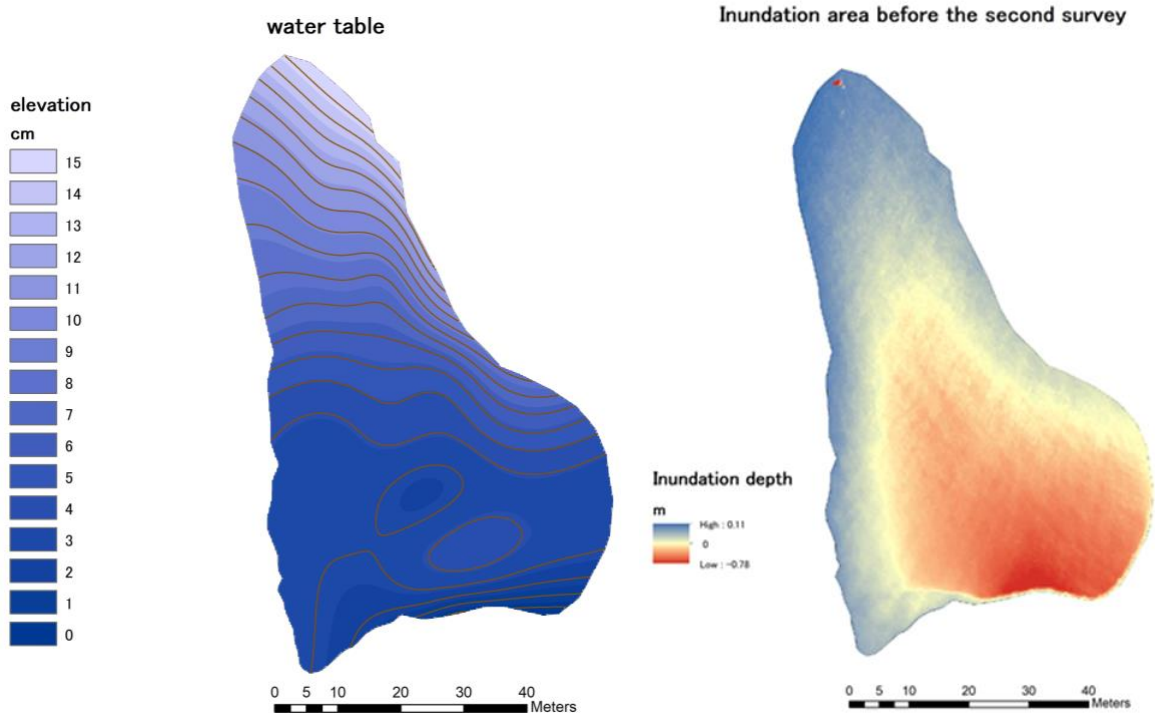 water table
elevation
cm
15
14
13
12
11
10
9
8
7
6
5
4
3
2
1
0
0 5 10 20 30 40
Meters
Inundation area before the second survey
Inundation depth
m
High : 0.11
0
Low : -0.78
0 5 10 20 30 40
Meters